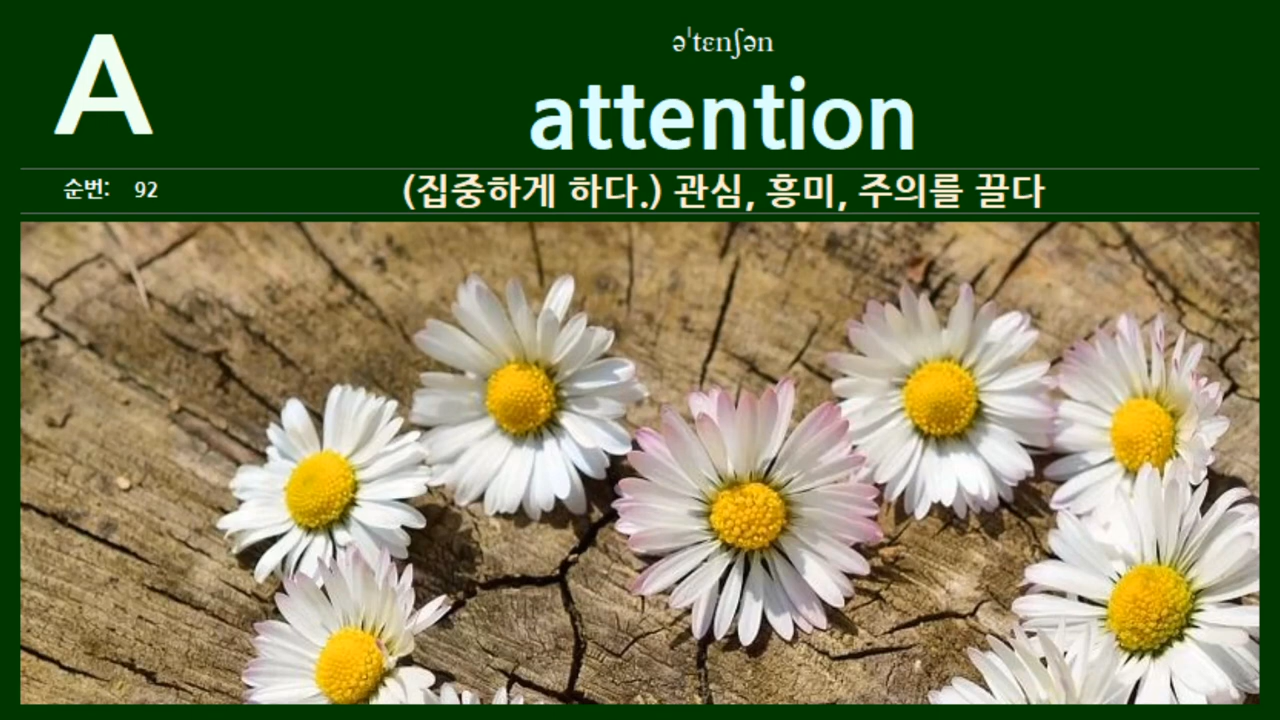 A
əˈtɛnʃən
attention
순번: 92
(집중하게 하다.) 관심, 흥미, 주의를 끌다